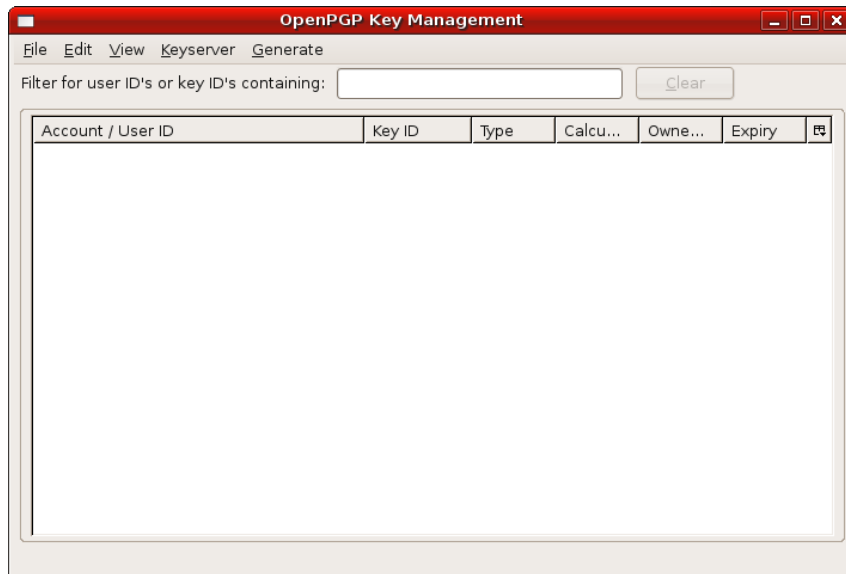 OpenPGP Key Management
File Edit View Keyserver Generate
Filter for user ID's or key ID's containing: Clear
Account / User ID Key ID Type Calcu... Owne... Expiry